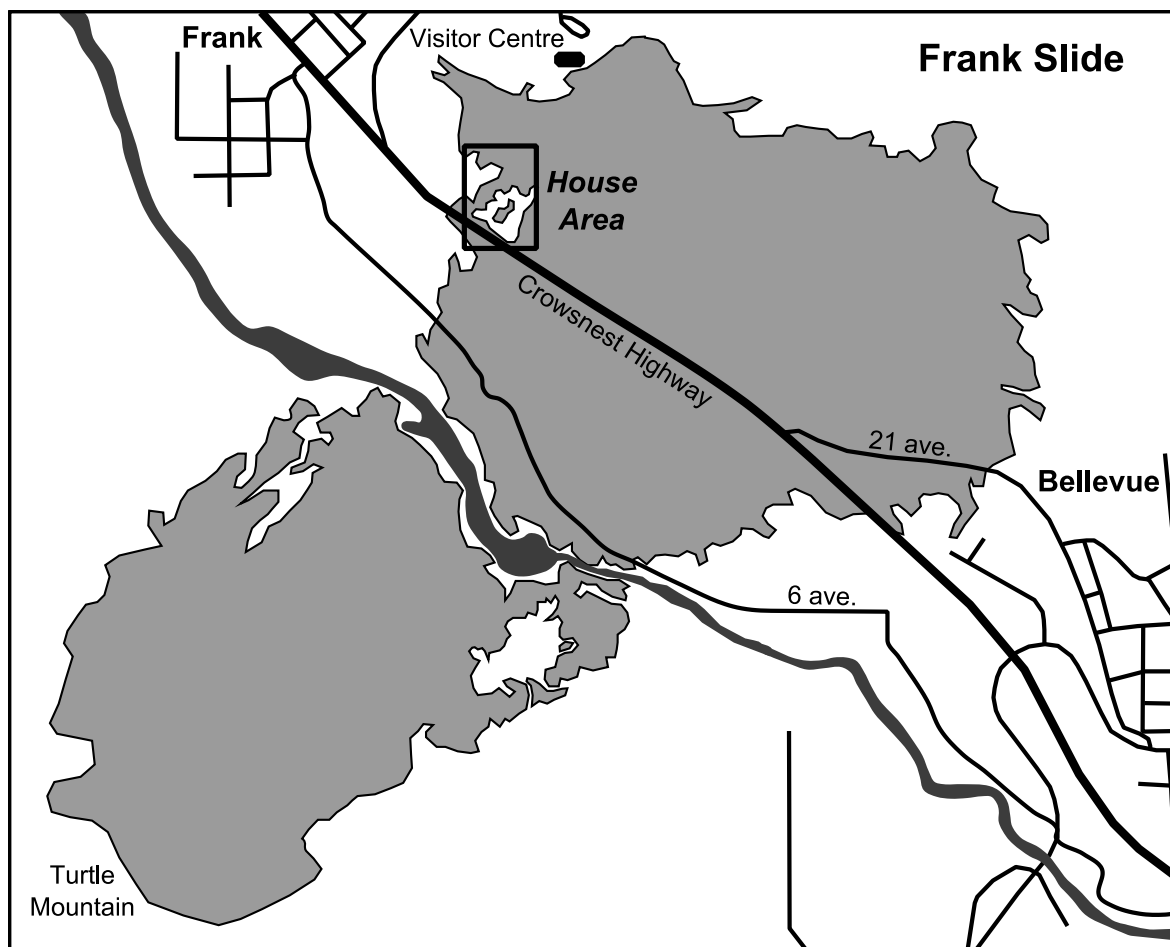 Frank
Visitor Centre
Frank Slide
House
Area
Crowsnest Highway
21 ave.
Bellevue
6 ave.
Turtle
Mountain